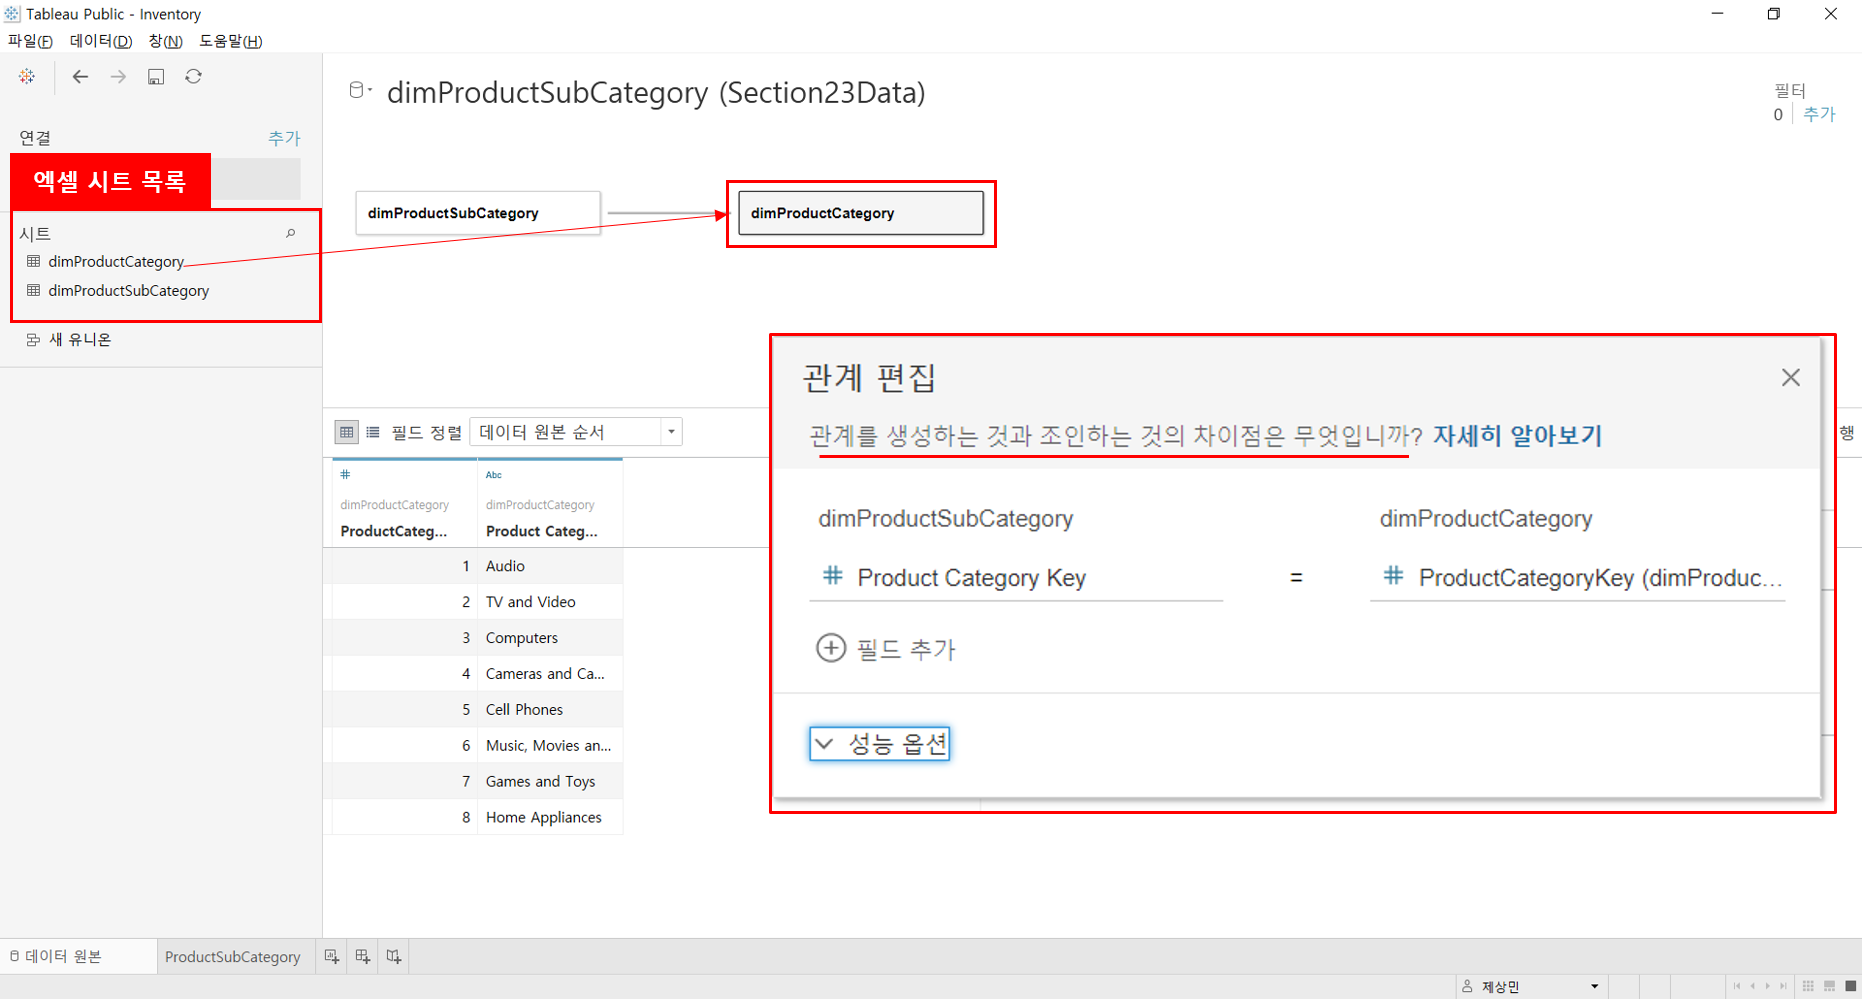 Tableau Public - Inventory
파일(F) 데이터(D) 창(N) 도움말(H)
dimProductSubCategory (Section23Data)
필터
0 추가
연결 추가
엑셀 시트 목록
시트
dimProductCategory
dimProductSubCategory
새 유니온
dimProductSubCategory
dimProductCategory
필드 정렬 데이터 원본 순서
행
#
Abc
dimProductCategory dimProductCategory
ProductCateg... Product Categ...
1 Audio
2 TV and Video
3 Computers
4 Cameras and Ca...
5 Cell Phones
6 Music, Movies an...
7 Games and Toys
8 Home Appliances
관계 편집
관계를 생성하는 것과 조인하는 것의 차이점은 무엇입니까? 자세히 알아보기
dimProductSubCategory dimProductCategory
# Product Category Key = # ProductCategoryKey (dimProduc...
필드 추가
성능 옵션
데이터 원본 ProductSubCategory
제상민